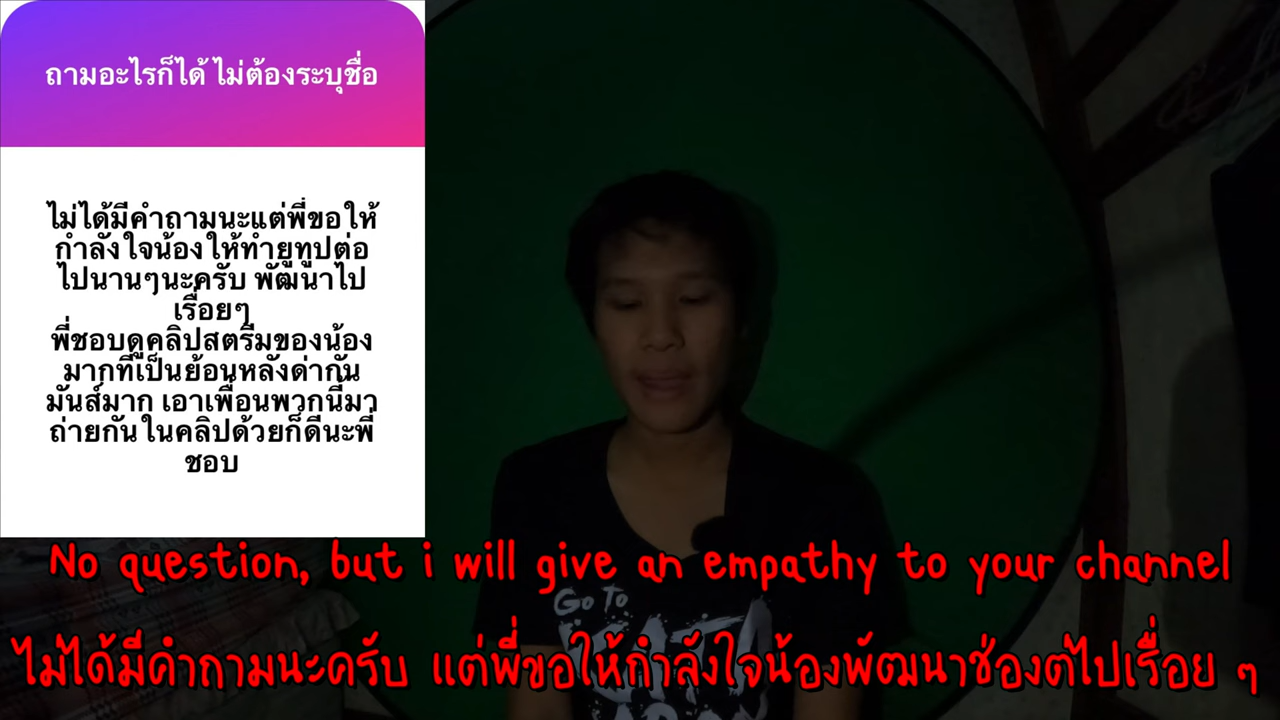 ถามอะไรก็ได้ ไม่ต้องระบุชื่อ
ไม่ได้มีคำถามนะแต่พี่ขอให้
กำลังใจน้องให้ทำยูทูปต่อ
ไปนานๆนะครับ พัฒนาไป
เรื่อยๆ
พี่ชอบดูคลิปสตรีมของน้อง
มากที่เป็นย้อนหลังด่ากัน
มันส์มาก เอาเพื่อนพวกนี้มา
ถ่ายกันในคลิปด้วยก็ดีนะพี่
ชอบ
No question, but i will give an empathy to your channel
GO TO
ไม่ได้มีคำถามนะครับ แต่พี่ขอให้กำลังใจน้องพัฒนาช่องต่ไปเรื่อย ๆ